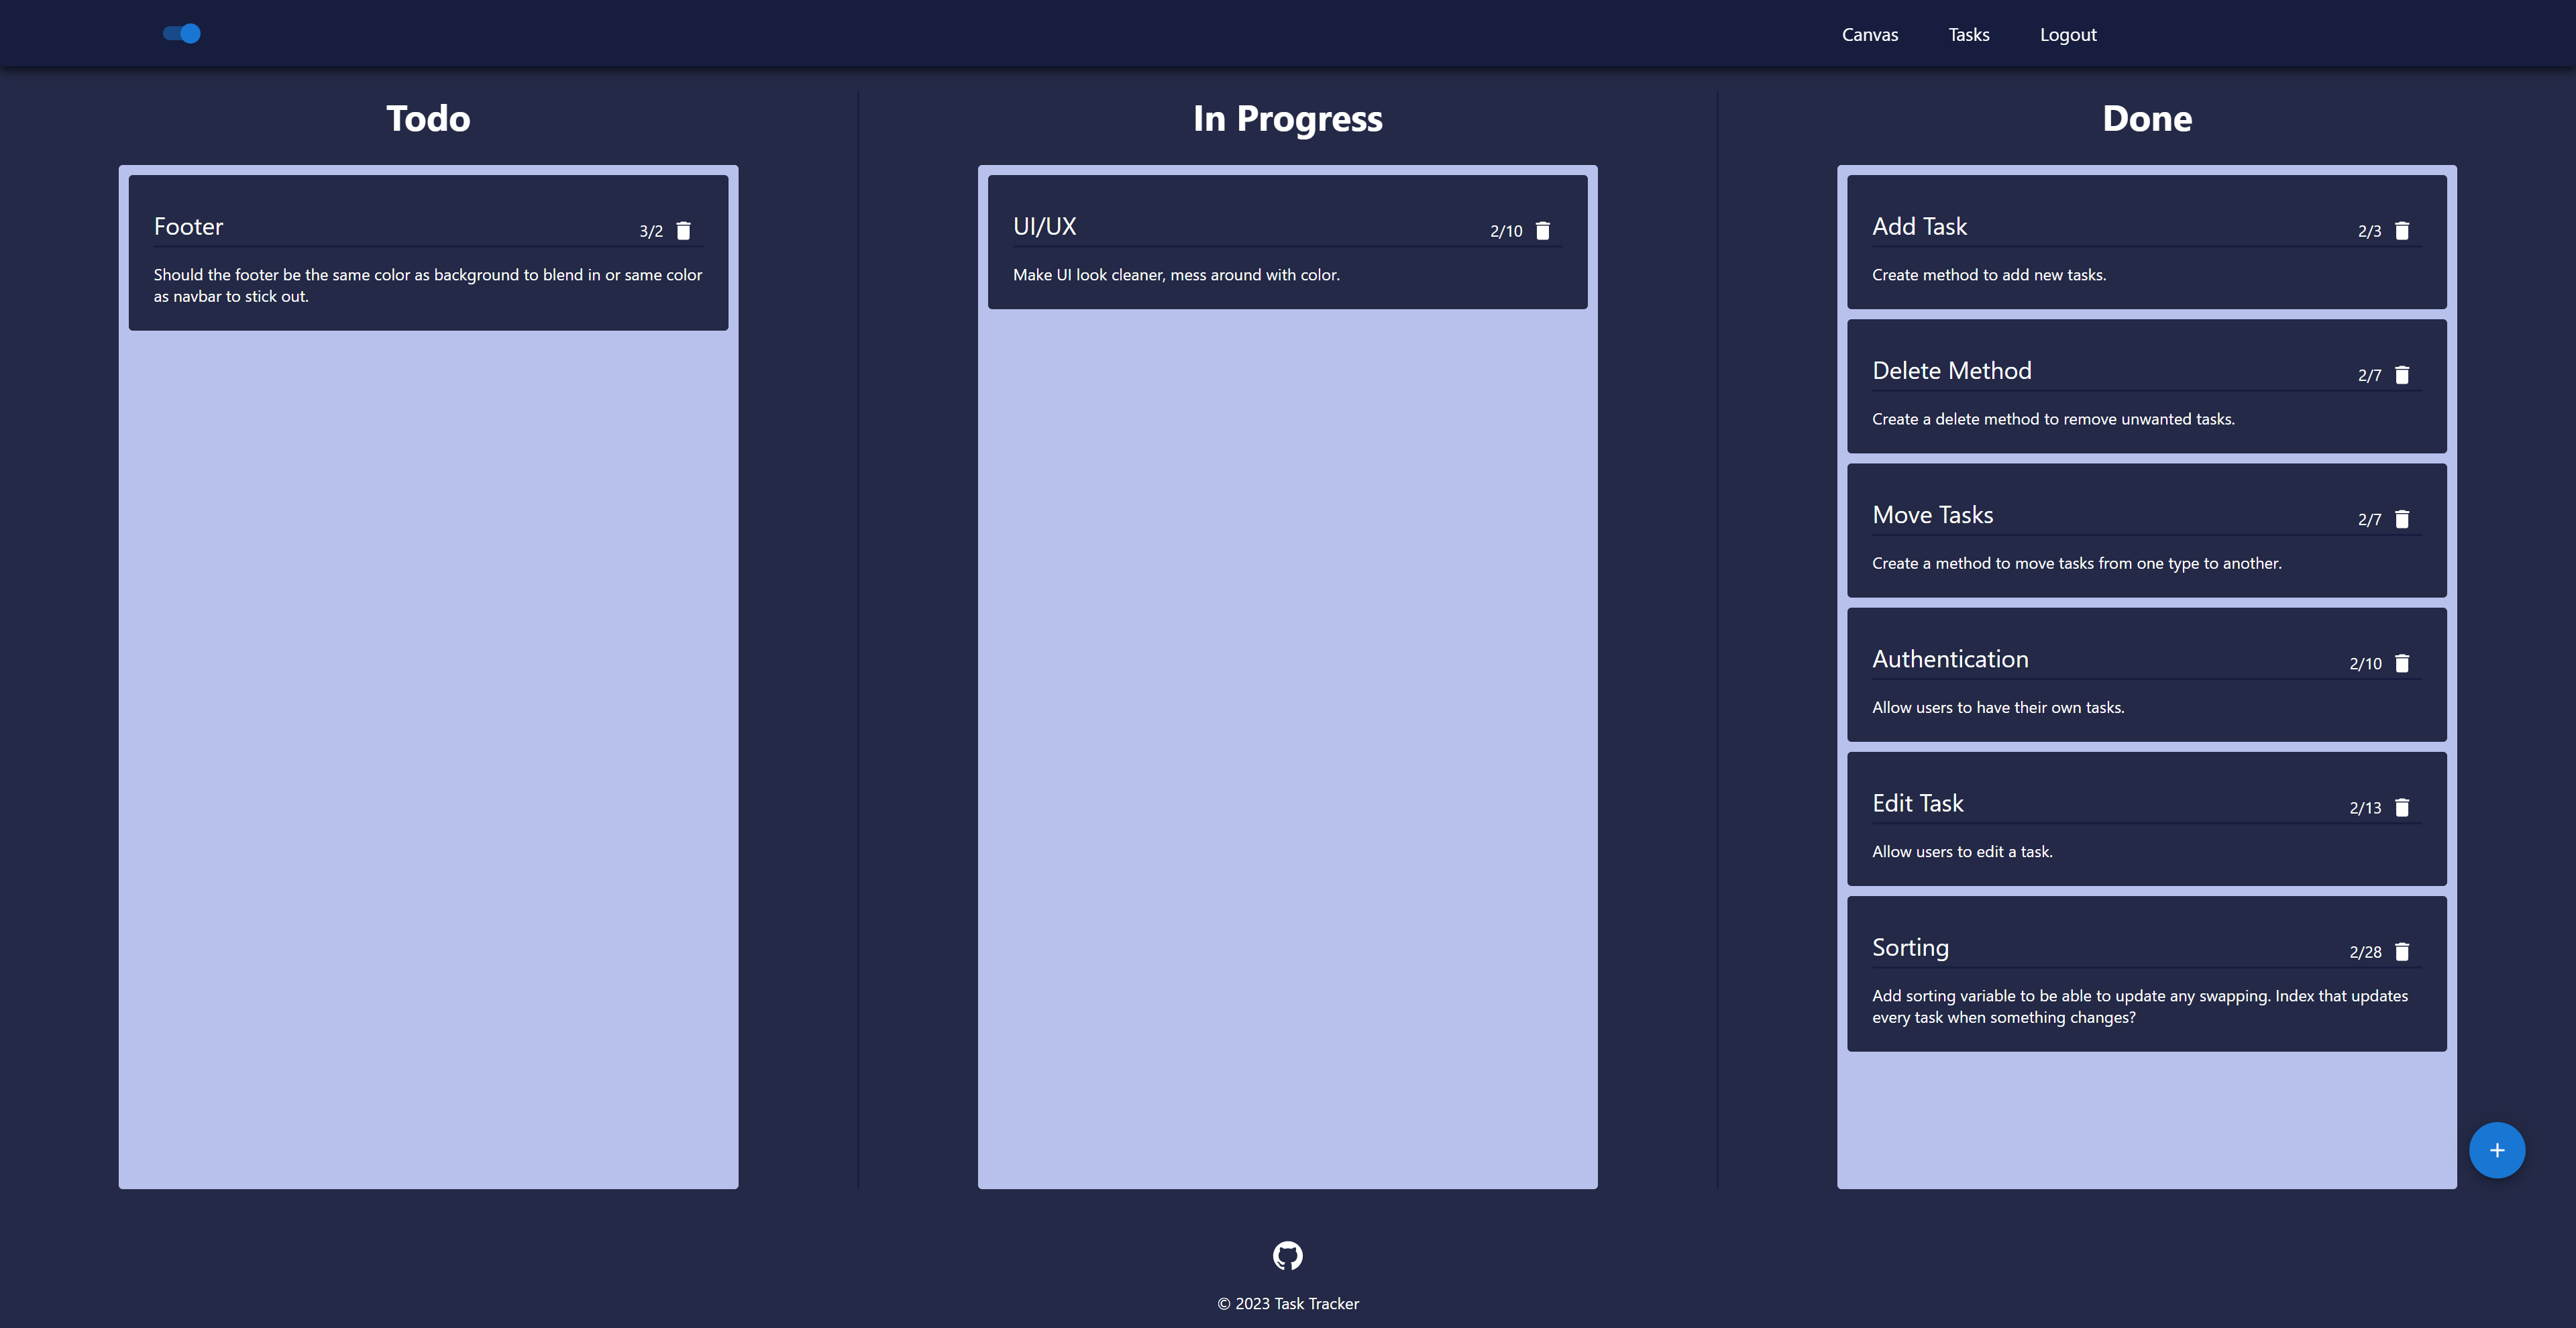 Canvas Tasks Logout
Todo
Footer 3/2
Should the footer be the same color as background to blend in or same color
as navbar to stick out.
In Progress
UI/UX 2/10
Make UI look cleaner, mess around with color.
Done
Add Task 2/3
Create method to add new tasks.
Delete Method 2/7
Create a delete method to remove unwanted tasks.
Move Tasks 2/7
Create a method to move tasks from one type to another.
Authentication 2/10
Allow users to have their own tasks.
Edit Task 2/13
Allow users to edit a task.
Sorting 2/28
Add sorting variable to be able to update any swapping. Index that updates
every task when something changes?
+
© 2023 Task Tracker